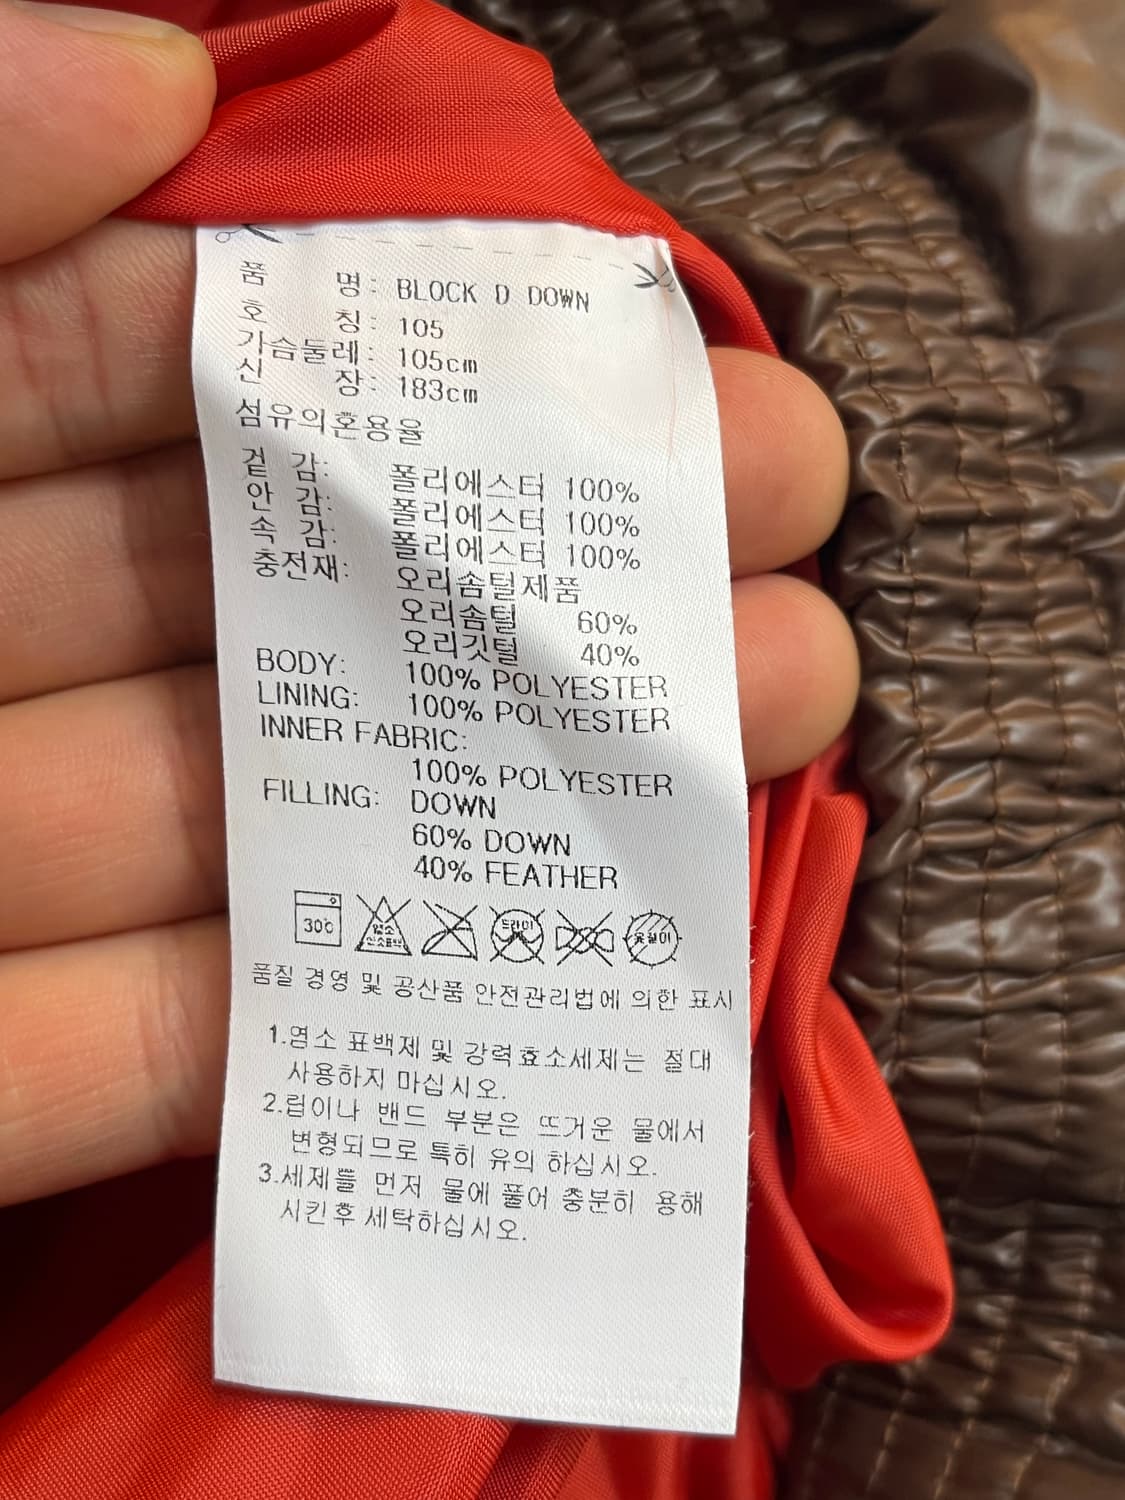 품 명: BLOCK D DOWN
호 칭: 105
가슴둘레: 105cm
신 장: 183cm
섬유의혼용율
겉 감: 폴리에스터 100%
안 감: 폴리에스터 100%
속 감: 폴리에스터 100%
충전재: 오리솜털제품
오리솜털 60%
오리깃털 40%
BODY: 100% POLYESTER
LINING: 100% POLYESTER
INNER FABRIC:
100% POLYESTER
FILLING: DOWN
60% DOWN
40% FEATHER
30℃ 드라이 옷걸이
품질 경영 및 공산품 안전관리법에 의한 표시
1.염소 표백제 및 강력효소세제는 절대
사용하지 마십시오.
2.립이나 밴드 부분은 뜨거운 물에서
변형되므로 특히 유의 하십시오.
3.세제를 먼저 물에 풀어 충분히 용해
시킨후 세탁하십시오.